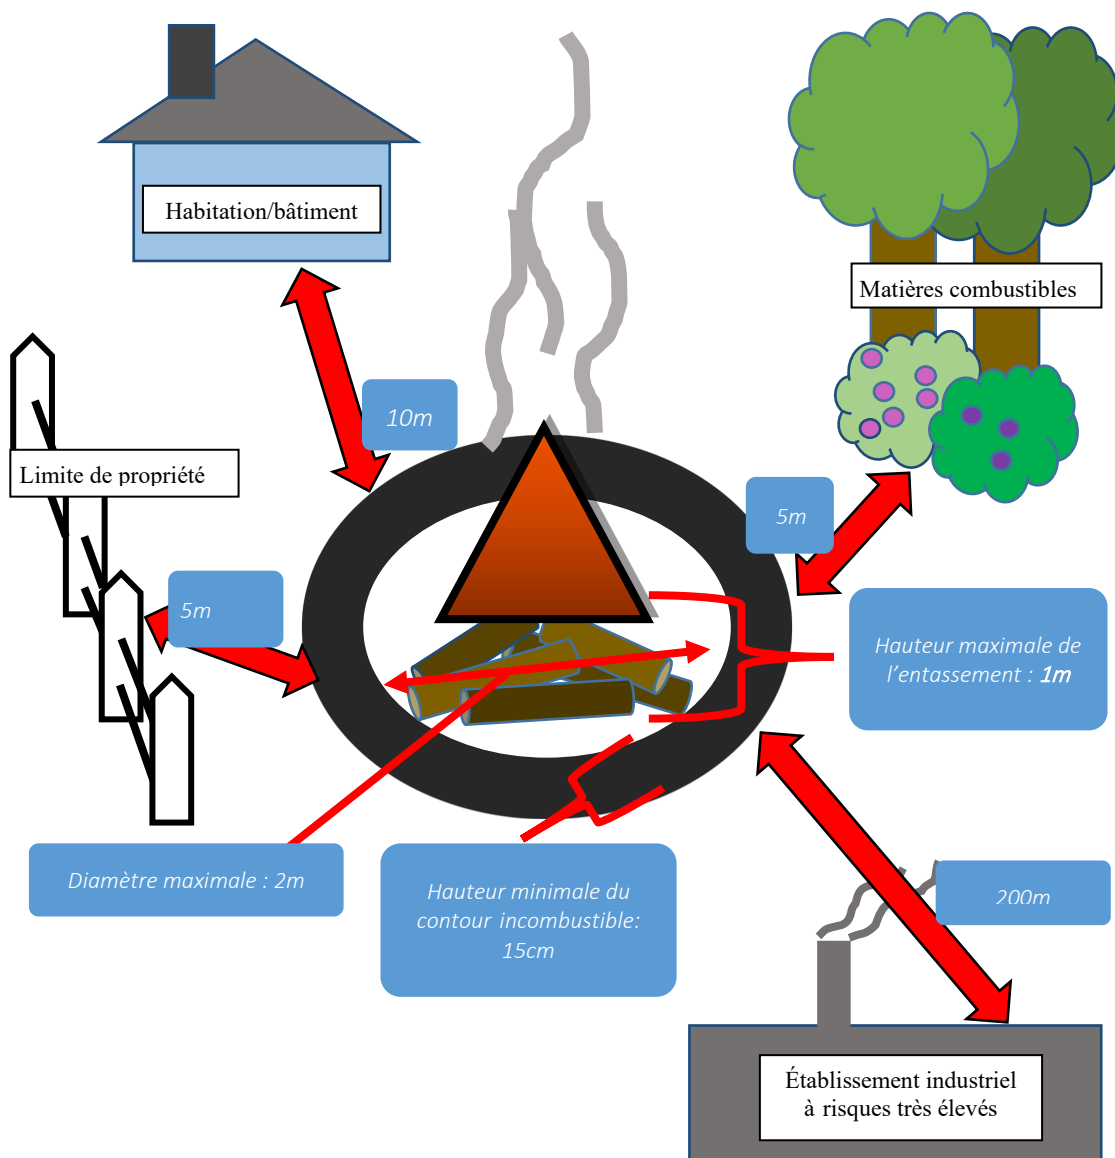 Habitation/bâtiment
Matières combustibles
10m
Limite de propriété
5m
5m
Hauteur maximale de
l’entassement : 1m
Diamètre maximale : 2m
Hauteur minimale du
contour incombustible:
15cm
200m
Établissement industriel
à risques très élevés